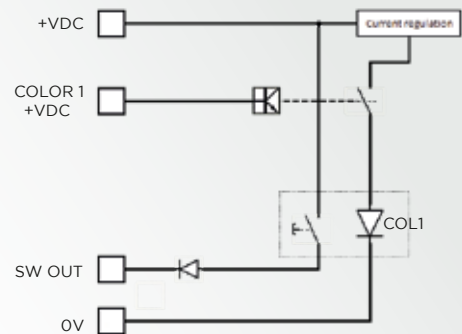 +VDC
Current regulation
COLOR 1
+VDC
COL1
SW OUT
0V